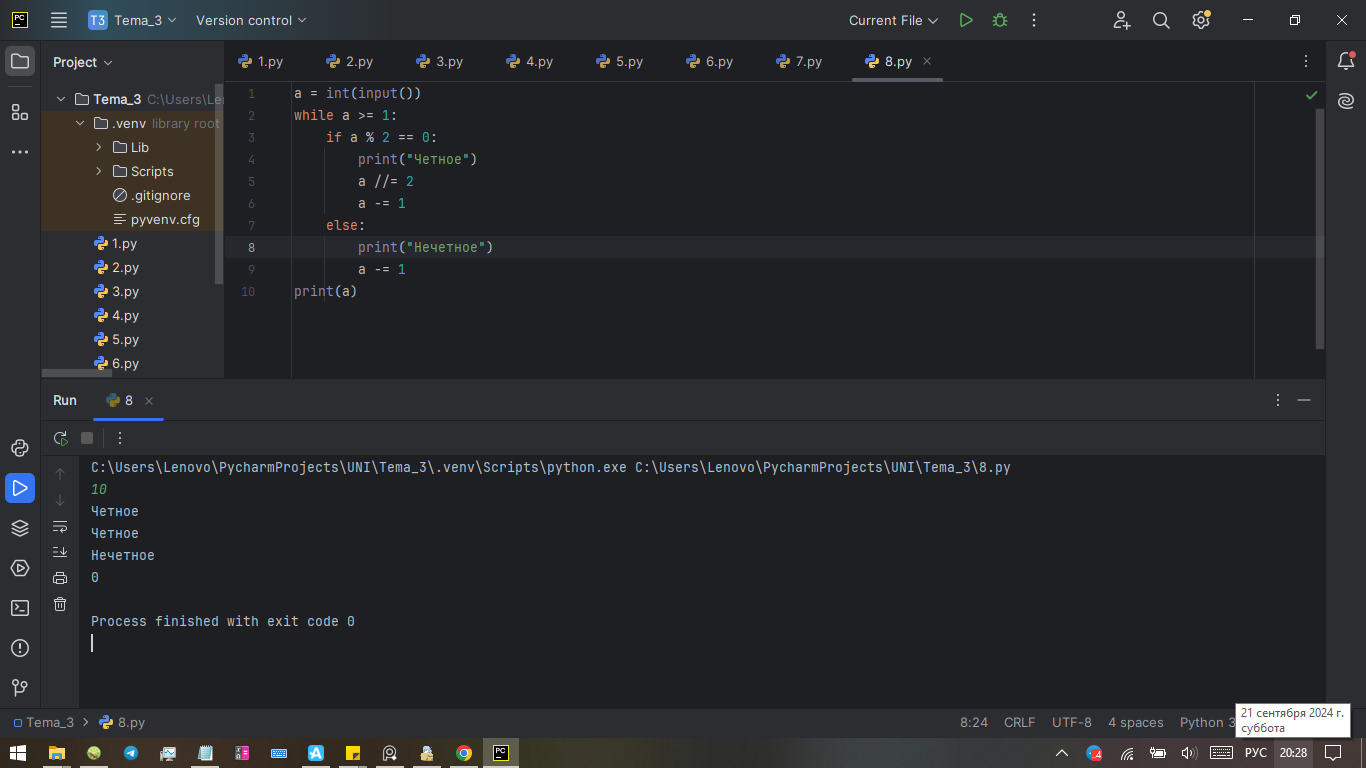 PC T3 Tema_3 Version control Current File
Project 1.py 2.py 3.py 4.py 5.py 6.py 7.py 8.py
Tema_3 C:\Users\Le
.venv library root
Lib
Scripts
.gitignore
pyvenv.cfg
1.py
2.py
3.py
4.py
5.py
6.py
1 a = int(input())
2 while a >= 1:
3 if a % 2 == 0:
4 print("Четное")
5 a //= 2
6 a -= 1
7 else:
8 print("Нечетное")
9 a -= 1
10 print(a)
Run 8
C:\Users\Lenovo\PycharmProjects\UNI\Tema_3\.venv\Scripts\python.exe C:\Users\Lenovo\PycharmProjects\UNI\Tema_3\8.py
10
Четное
Четное
Нечетное
0
Process finished with exit code 0
Tema_3 8.py 8:24 CRLF UTF-8 4 spaces Python 3
21 сентября 2024 г.
суббота
PC 4 РУС 20:28